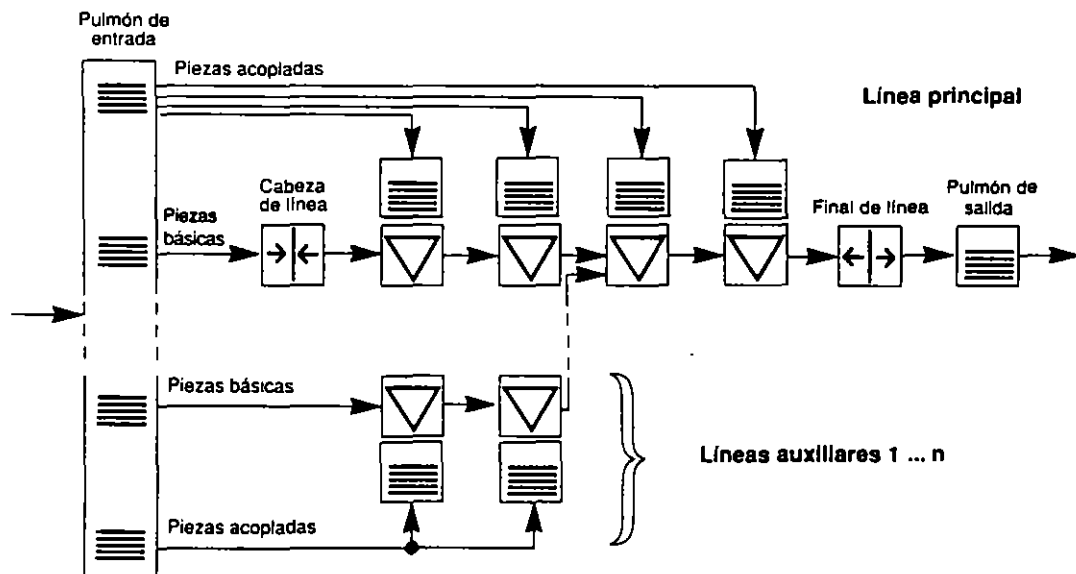 Pulmón de
entrada
Piezas acopladas
Línea principal
Cabeza
de línea
Piezas
básicas
Final de línea
Pulmón de
salida
Piezas básicas
Líneas auxiliares 1 ... n
Piezas acopladas